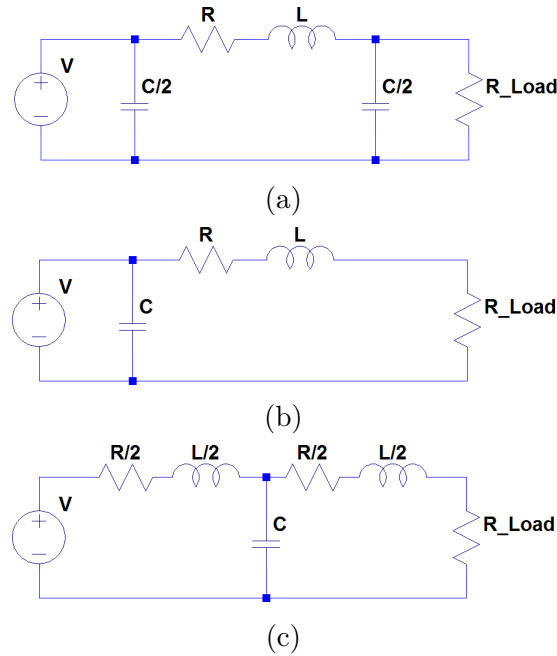 R L
V C/2 C/2 R_Load
(a)
R L
V C R_Load
(b)
R/2 L/2 R/2 L/2
V C R_Load
(c)